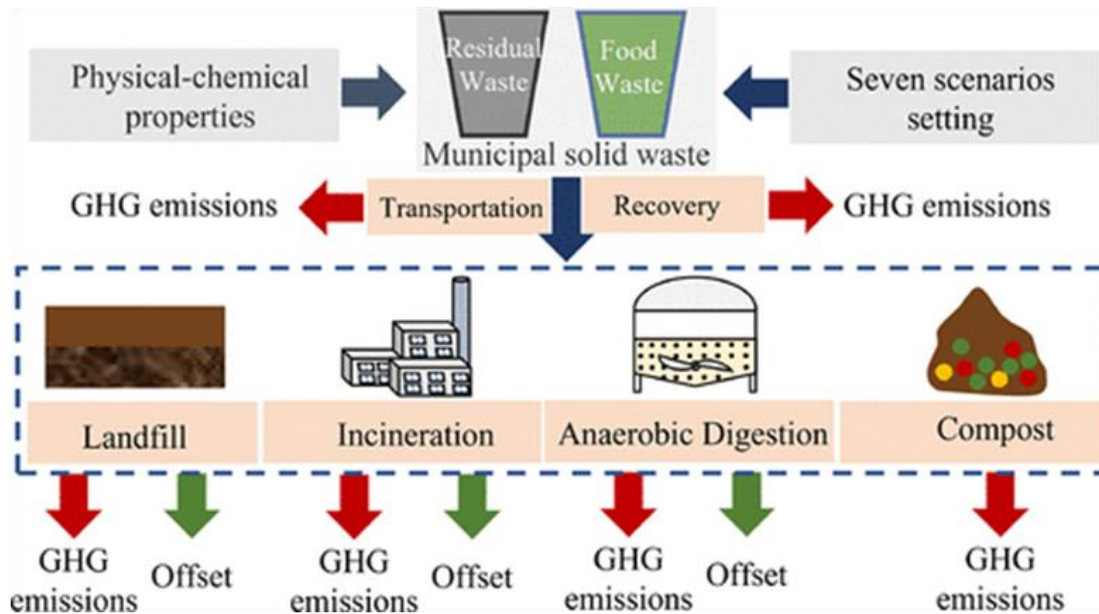 Physical-chemical
properties
Residual
Waste
Food
Waste
Municipal solid waste
Seven scenarios
setting
GHG emissions
Transportation
Recovery
GHG emissions
Landfill
Incineration
Anaerobic Digestion
Compost
GHG
emissions
Offset
GHG
emissions
Offset
GHG
emissions
Offset
GHG
emissions